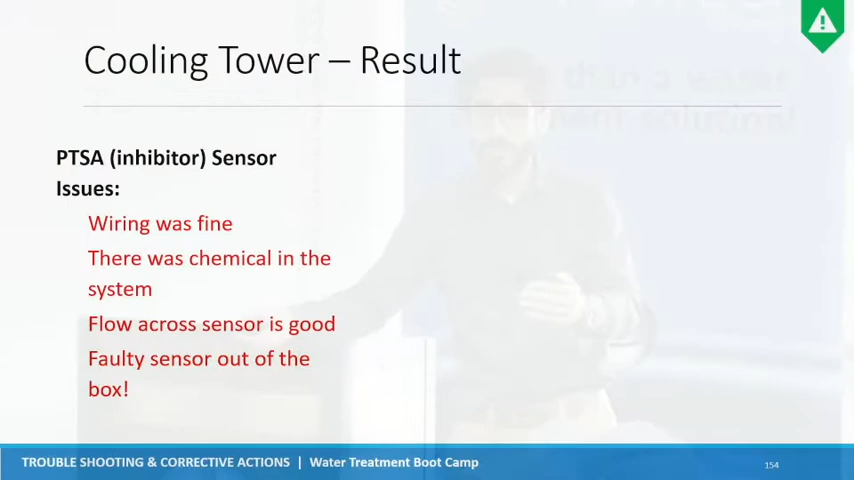 Cooling Tower – Result
PTSA (inhibitor) Sensor
Issues:
Wiring was fine
There was chemical in the
system
Flow across sensor is good
Faulty sensor out of the
box!
TROUBLE SHOOTING & CORRECTIVE ACTIONS | Water Treatment Boot Camp
154